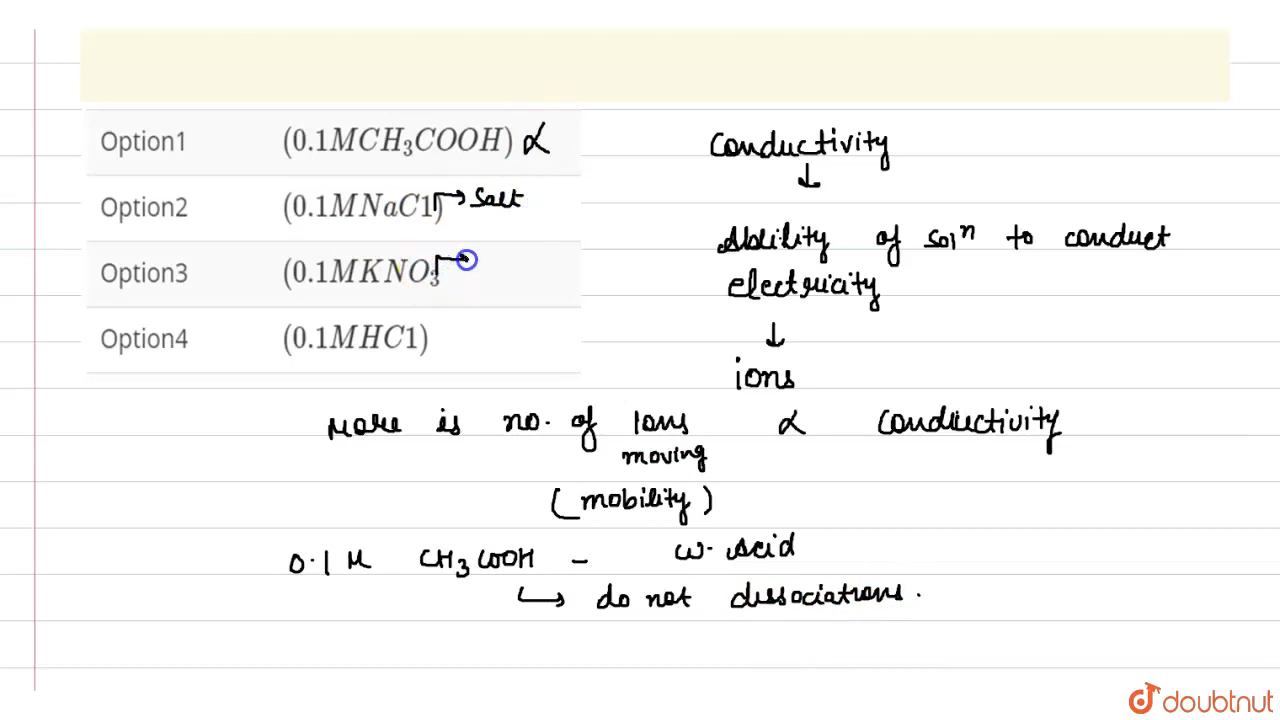 Option1 (0.1MCH₃COOH) α
Option2 (0.1MNaC1) → Salt
Option3 (0.1MKNO₃ →
Option4 (0.1MHC1)
Conductivity
↓
Ability of solⁿ to conduct
electricity
↓
ions
More is no. of Ions α conductivity
moving
(mobility)
0.1 M CH₃COOH - w. Acid
↳ do not dissociations.
doubtnut